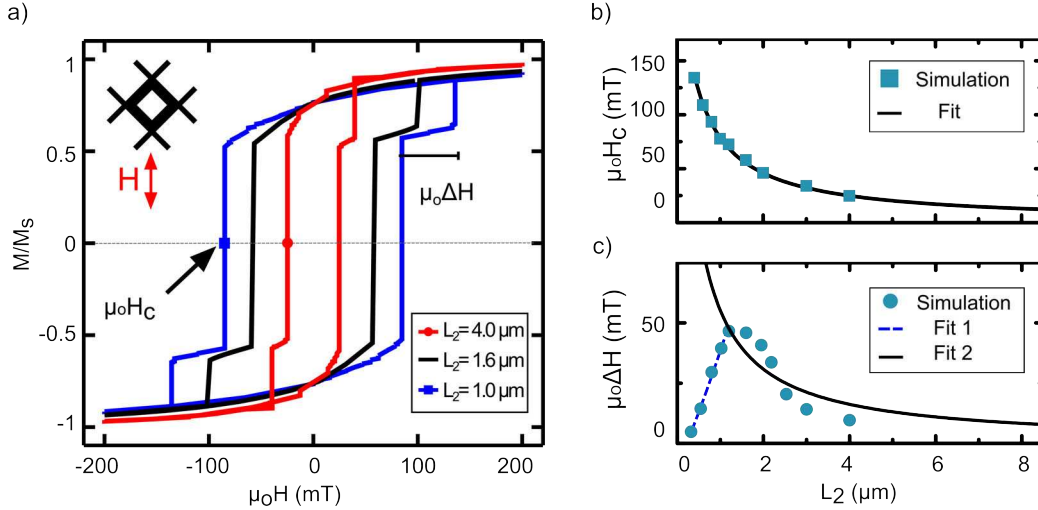 a)
1
0.5
0
-0.5
-1
M/Ms
H
μoHC
μoΔH
L2= 4.0 μm
L2= 1.6 μm
L2= 1.0 μm
-200
-100
0
100
200
μoH (mT)
b)
150
100
50
0
μoHC (mT)
Simulation
Fit
c)
50
0
μoΔH (mT)
Simulation
Fit 1
Fit 2
0
2
4
6
8
L2 (μm)